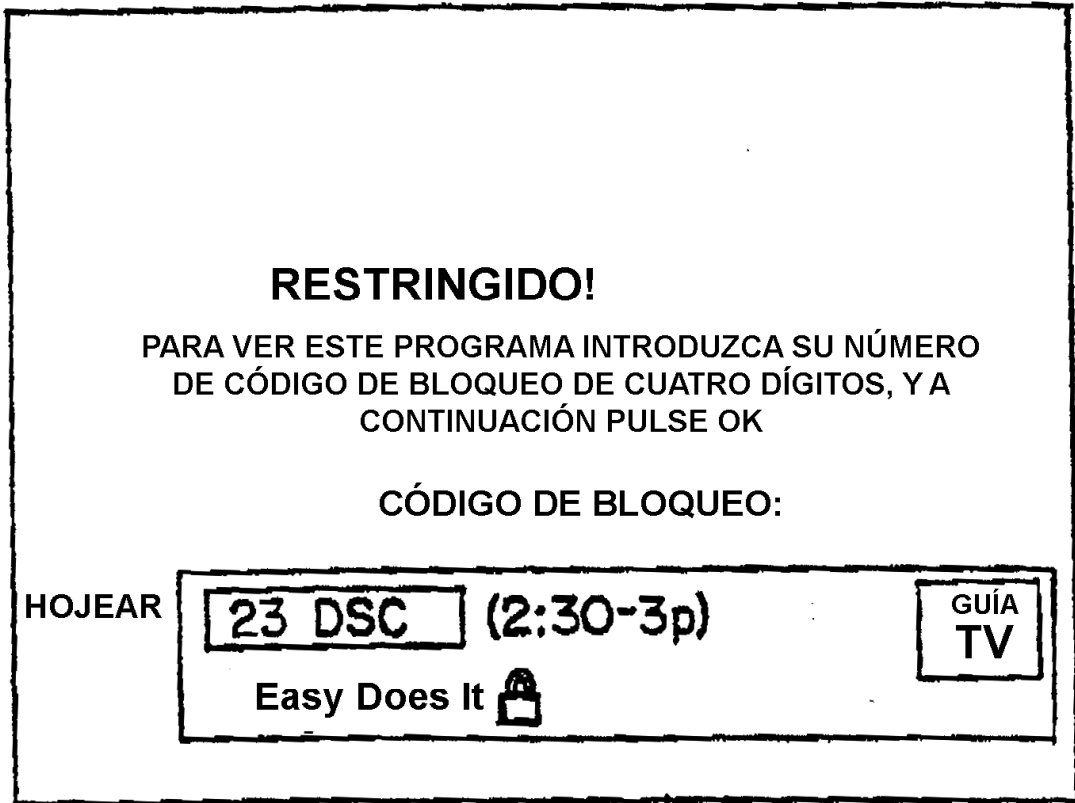 RESTRINGIDO!
PARA VER ESTE PROGRAMA INTRODUZCA SU NÚMERO
DE CÓDIGO DE BLOQUEO DE CUATRO DÍGITOS, Y A
CONTINUACIÓN PULSE OK
CÓDIGO DE BLOQUEO:
HOJEAR
23 DSC (2:30-3p)
GUÍA
TV
Easy Does It